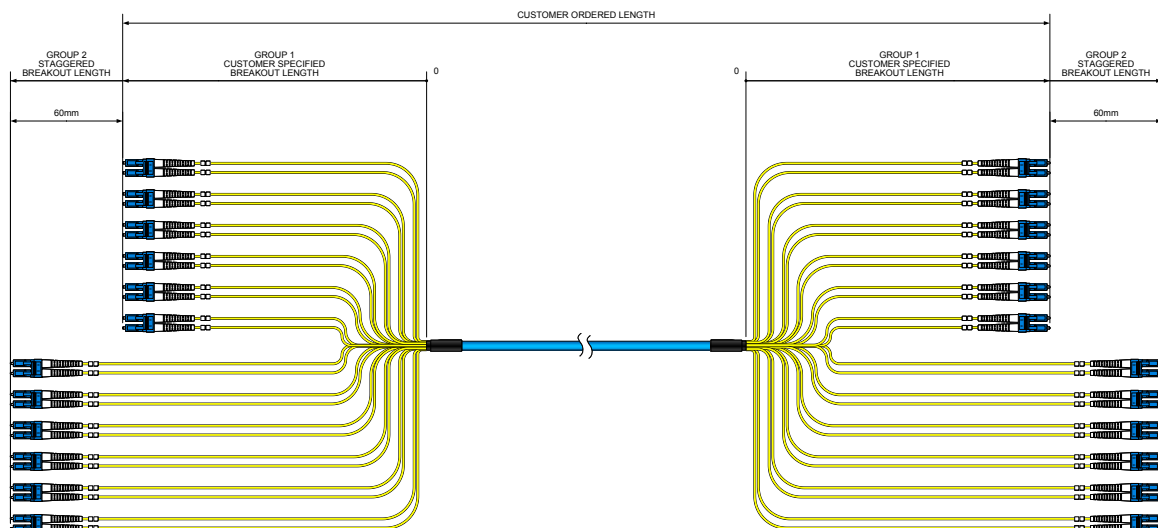 CUSTOMER ORDERED LENGTH
GROUP 2
STAGGERED
BREAKOUT LENGTH
GROUP 1
CUSTOMER SPECIFIED
BREAKOUT LENGTH
0
0
GROUP 1
CUSTOMER SPECIFIED
BREAKOUT LENGTH
GROUP 2
STAGGERED
BREAKOUT LENGTH
60mm
60mm